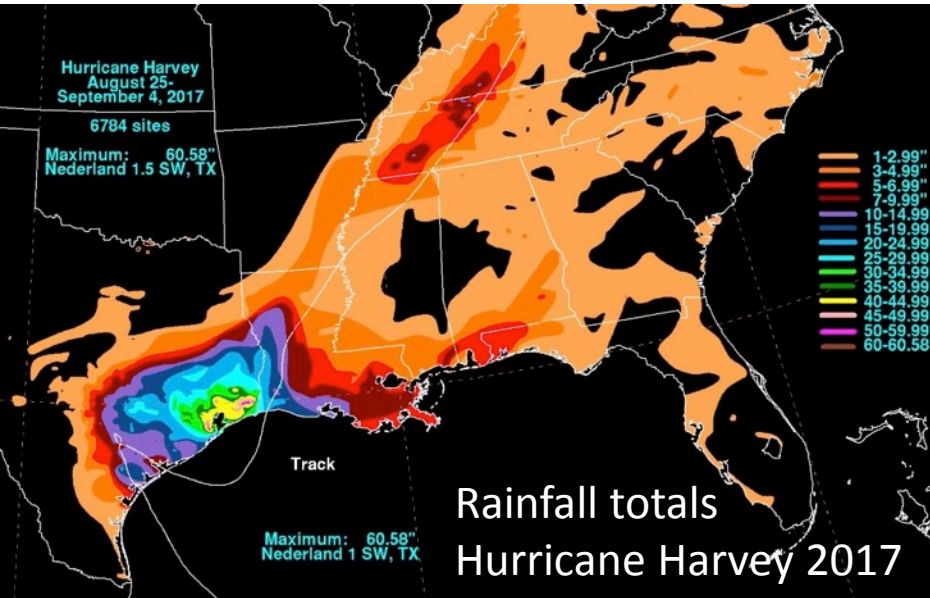 Hurricane Harvey
August 25-
September 4, 2017
6784 sites
Maximum: 60.58"
Nederland 1.5 SW, TX
1-2.99"
3-4.99"
5-6.99"
7-9.99"
10-14.99
15-19.99
20-24.99
25-29.99
30-34.99
35-39.99
40-44.99
45-49.99
50-59.99
60-60.58
Track
Maximum: 60.58"
Nederland 1 SW, TX
Rainfall totals
Hurricane Harvey 2017